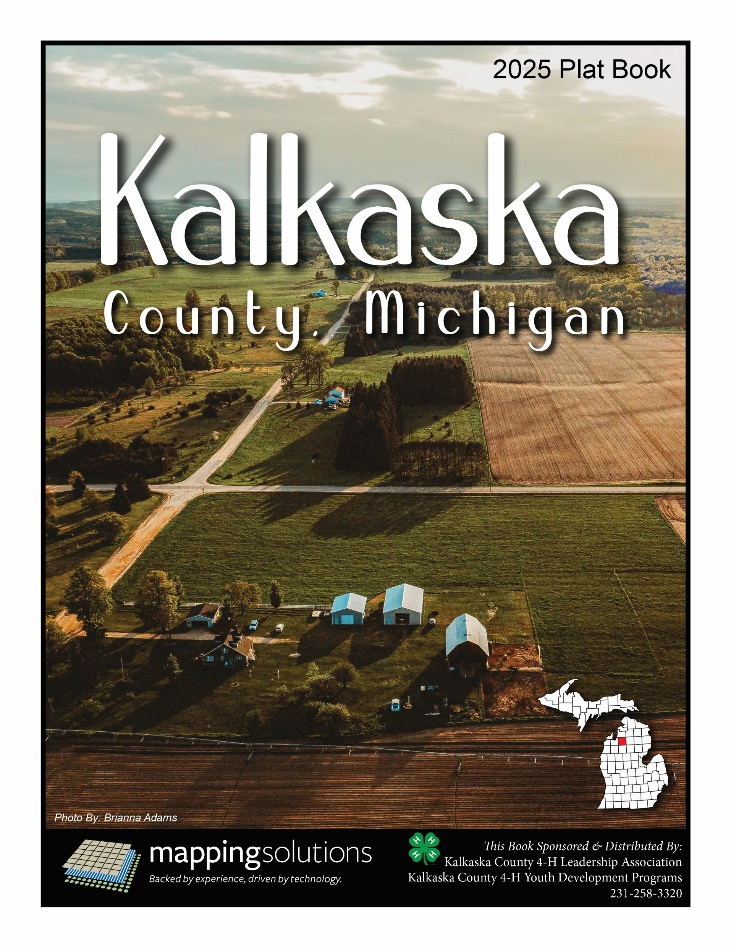 2025 Plat Book
Kalkaska
County, Michigan
Photo By: Brianna Adams
mappingsolutions
Backed by experience, driven by technology.
H H
H H
This Book Sponsored & Distributed By:
Kalkaska County 4-H Leadership Association
Kalkaska County 4-H Youth Development Programs
231-258-3320